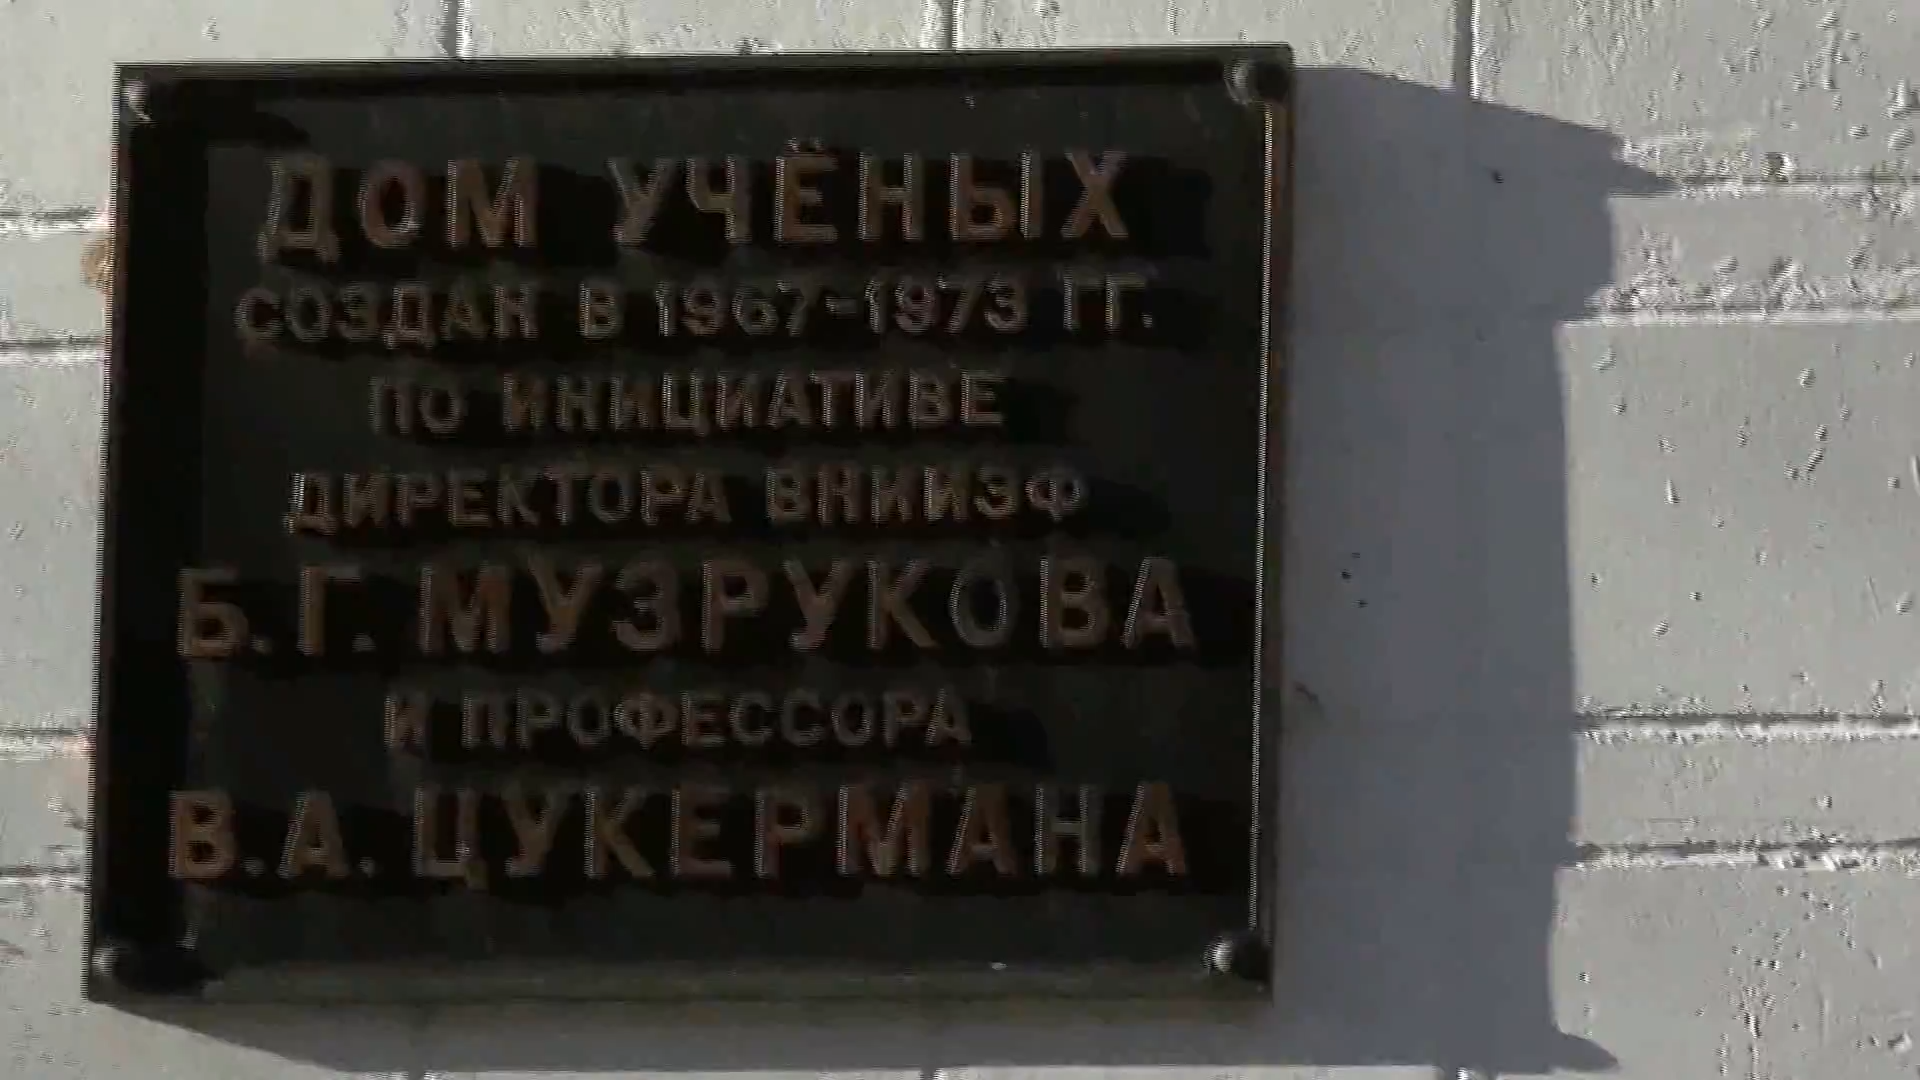 ДОМ УЧЁНЫХ
СОЗДАН В 1967-1973 ГГ.
ПО ИНИЦИАТИВЕ
ДИРЕКТОРА ВНИИЭФ
Б.Г. МУЗРУКОВА
И ПРОФЕССОРА
В.А. ЦУКЕРМАНА